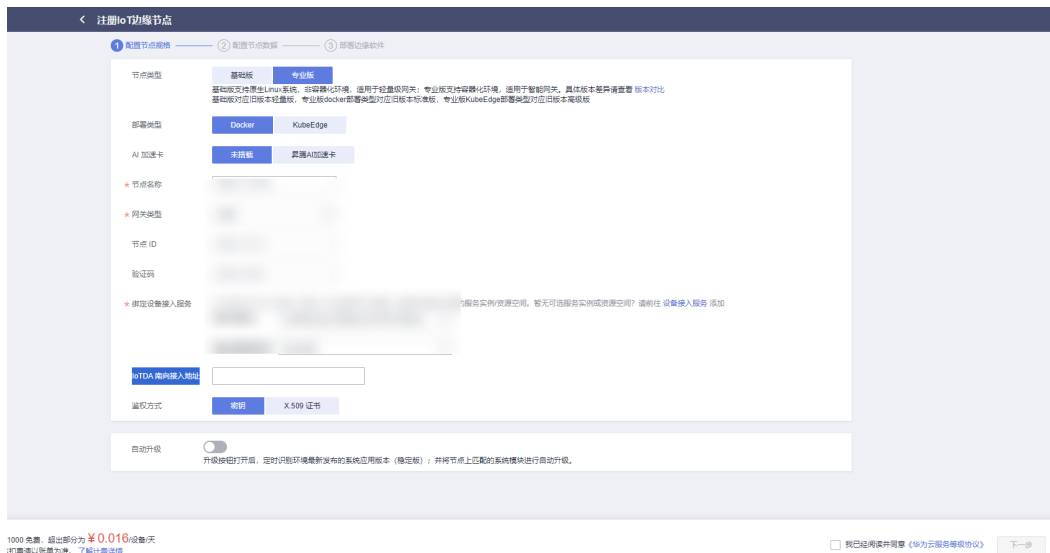 < 注册IoT边缘节点
1 配置节点规格 2 配置节点数据 3 部署边缘软件
节点类型 基础版 专业版
基础版支持原生Linux系统，非容器化环境，适用于轻量级网关；专业版支持容器化环境，适用于智能网关。具体版本差异请查看 版本对比
基础版对应旧版本轻量版，专业版docker部署类型对应旧版本标准版，专业版KubeEdge部署类型对应旧版本高级版
部署类型 Docker KubeEdge
AI 加速卡 未搭载 昇腾AI加速卡
* 节点名称
* 网关类型
节点 ID
验证码
* 绑定设备接入服务 服务实例/资源空间。暂无可选服务实例或资源空间？请前往 设备接入服务 添加
IoTDA 南向接入地址
鉴权方式 密钥 X.509 证书
自动升级
升级按钮打开后，定时识别环境最新发布的系统应用版本（稳定版）；并将节点上匹配的系统模块进行自动升级。
1000 免费，超出部分为 ¥0.016/设备/天
扣费请以账单为准。 了解计费详情
我已经阅读并同意《华为云服务等级协议》 下一步